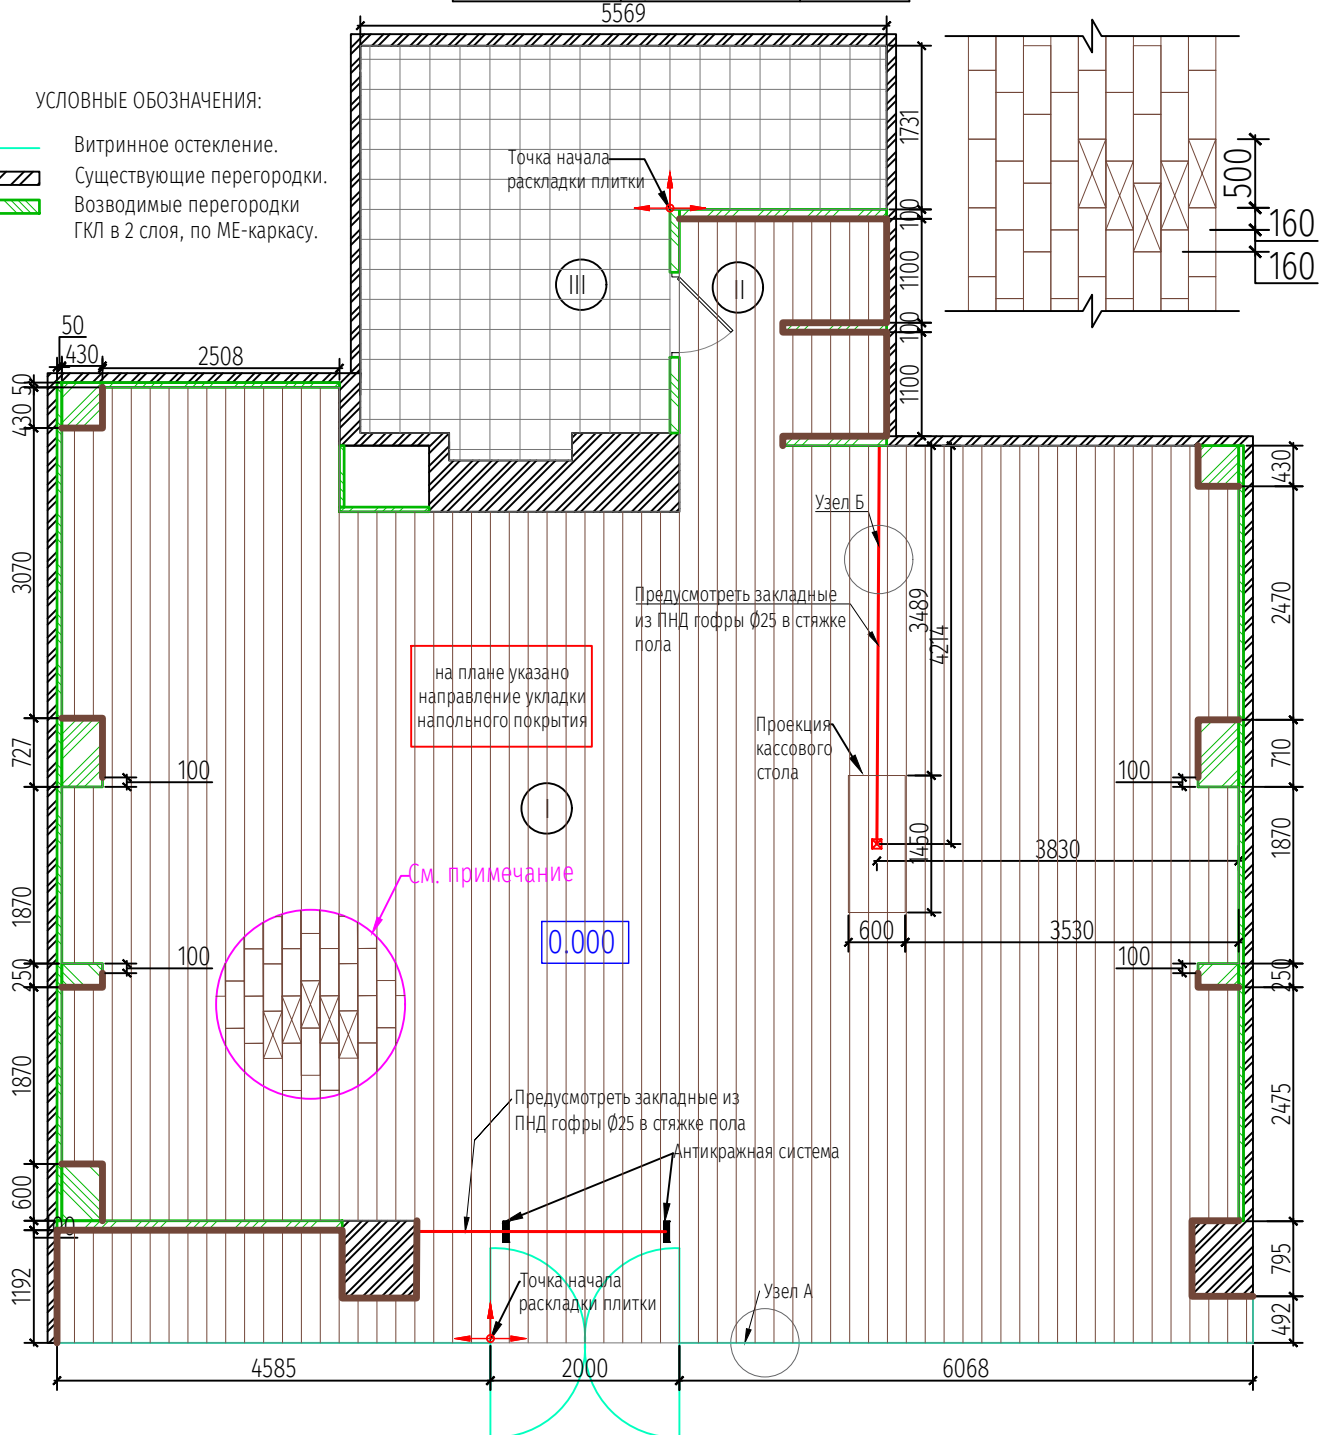 5569
УСЛОВНЫЕ ОБОЗНАЧЕНИЯ:
Витринное остекление.
Существующие перегородки.
Возводимые перегородки
ГКЛ в 2 слоя, по МЕ-каркасу.
Точка начала
раскладки плитки
1731
100
1100
100
1100
500
160
160
III
II
50
430
2508
50
430
3070
727
1870
250
1870
600
1192
100
100
Узел Б
Предусмотреть закладные
из ПНД гофры Ø25 в стяжке
пола
3489
4214
на плане указано
направление укладки
напольного покрытия
Проекция
кассового
стола
I
1450
3830
600
3530
100
100
430
2470
710
1870
250
2475
795
492
См. примечание
0.000
Предусмотреть закладные из
ПНД гофры Ø25 в стяжке пола
Антикражная система
Точка начала
раскладки плитки
Узел А
4585
2000
6068